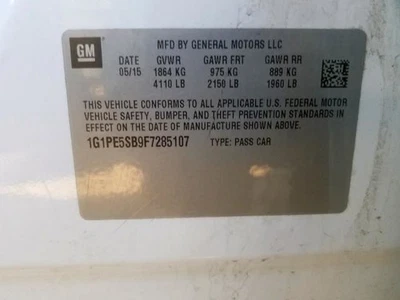 GM
MFD BY GENERAL MOTORS LLC
DATE GVWR GAWR FRT GAWR RR
05/15 1864 KG 975 KG 889 KG
4110 LB 2150 LB 1960 LB
THIS VEHICLE CONFORMS TO ALL APPLICABLE U.S. FEDERAL MOTOR
VEHICLE SAFETY, BUMPER, AND THEFT PREVENTION STANDARDS IN
EFFECT ON THE DATE OF MANUFACTURE SHOWN ABOVE.
1G1PE5SB9F7285107 TYPE: PASS CAR